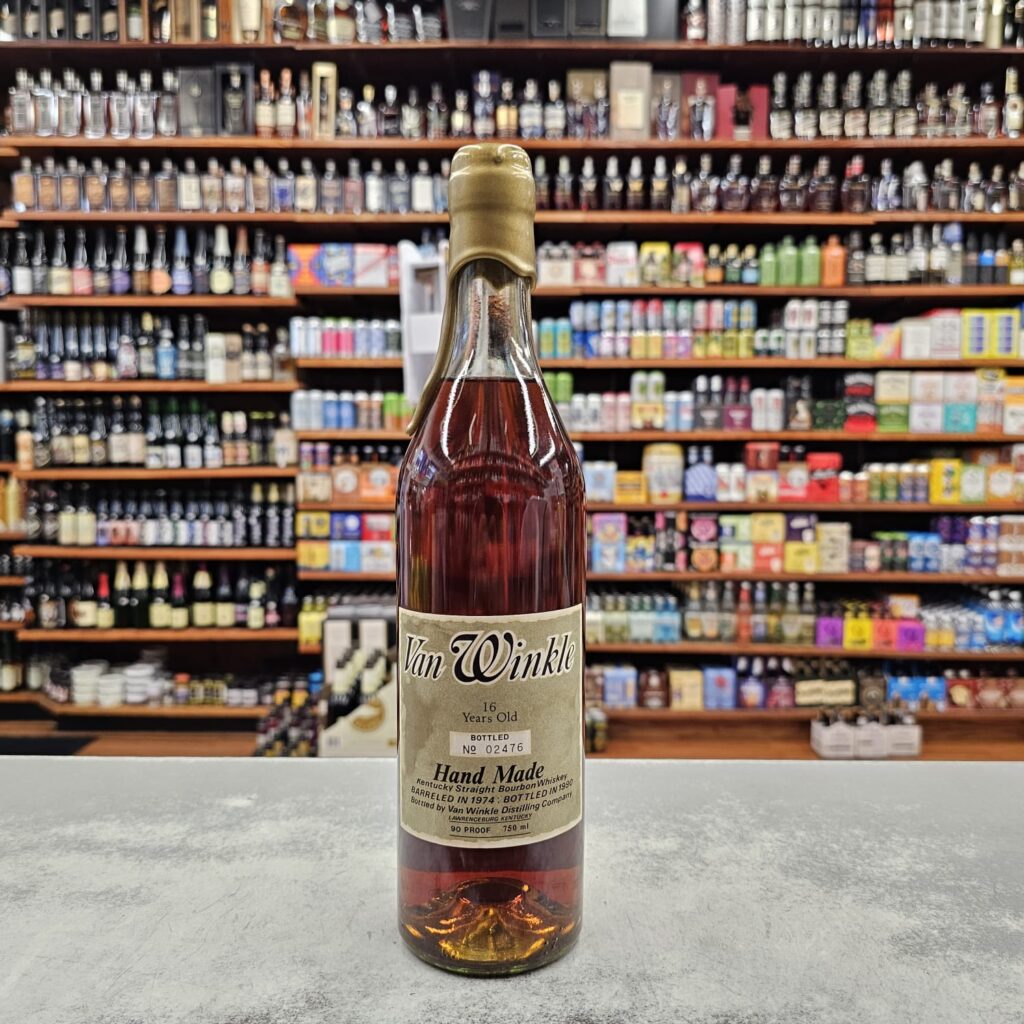 Van Winkle
16
Years Old
BOTTLED
Nº 02476
Hand Made
Kentucky Straight Bourbon Whiskey
BARRELED IN 1974 : BOTTLED IN 1990
Bottled by Van Winkle Distilling Company
LAWRENCEBURG KENTUCKY
90 PROOF 750 ml